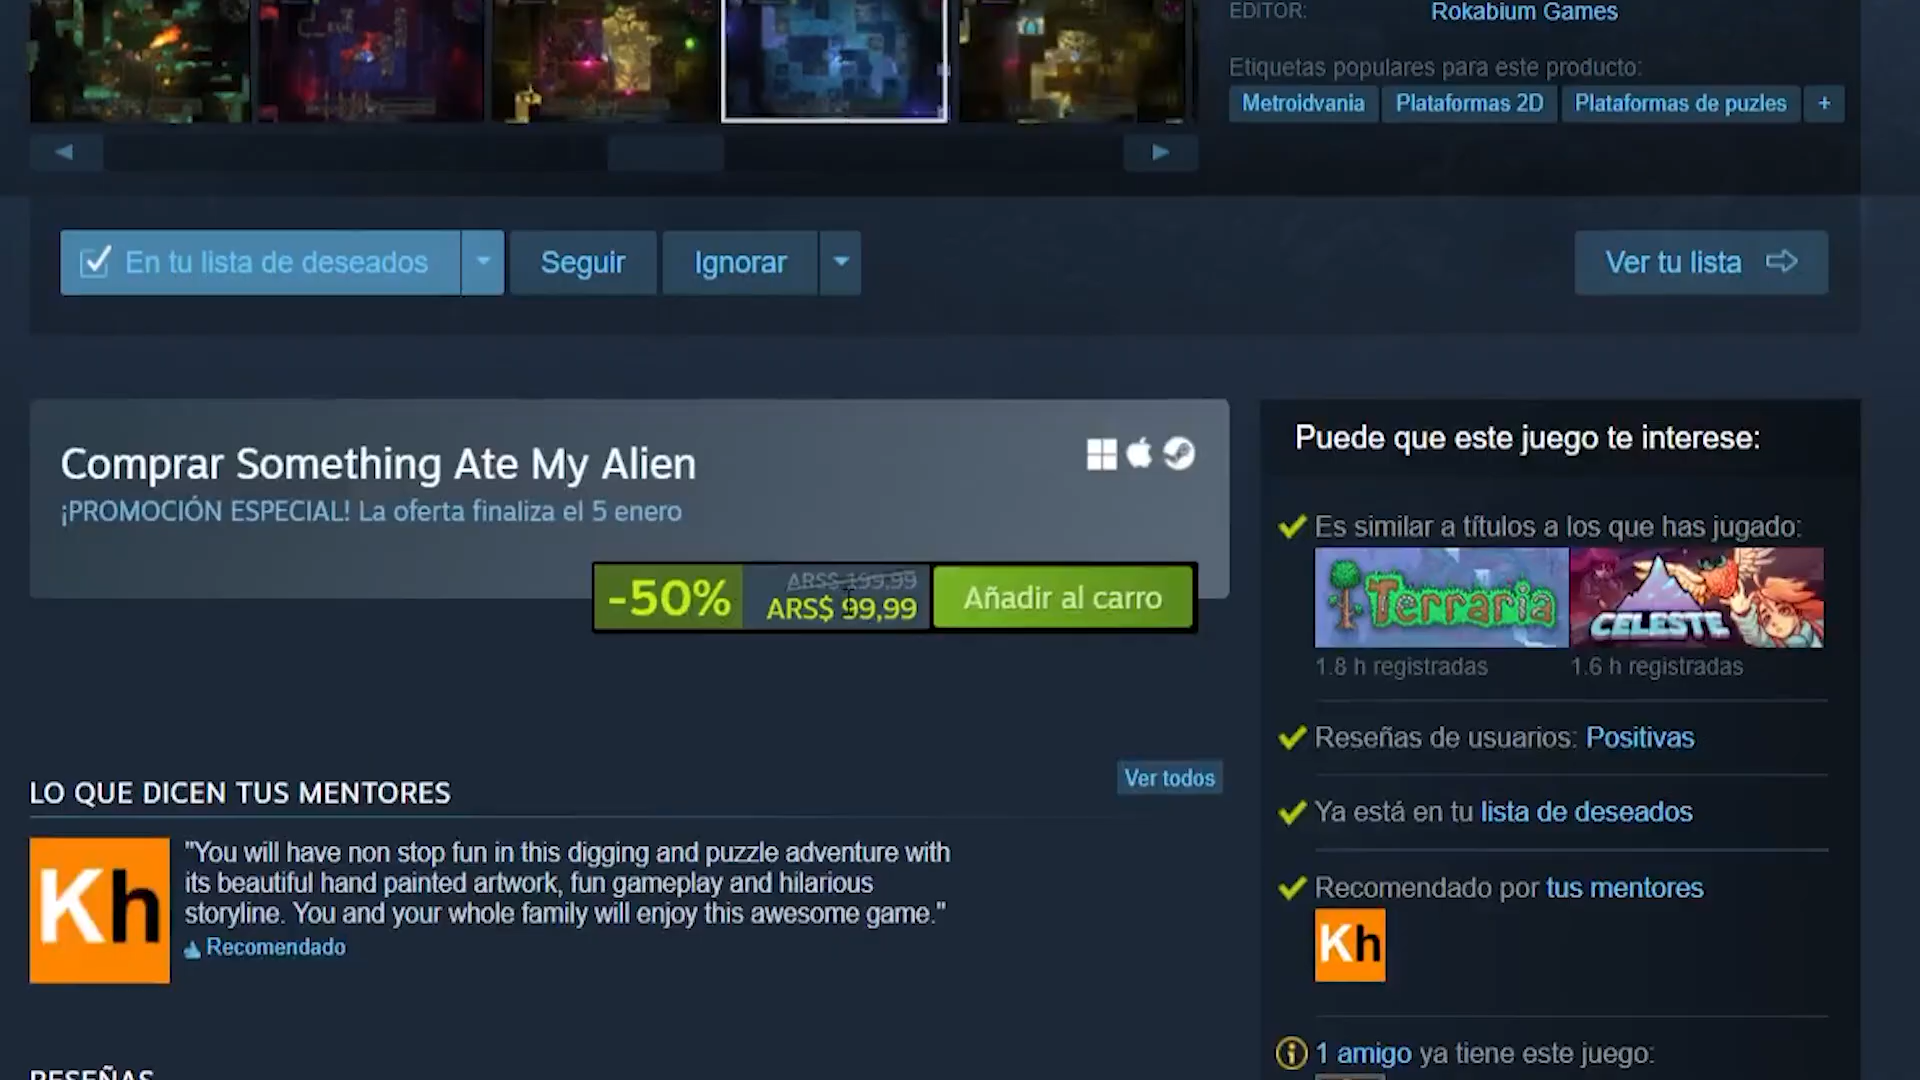 EDITOR: Rokabium Games
Etiquetas populares para este producto:
Metroidvania Plataformas 2D Plataformas de puzles +
En tu lista de deseados Seguir Ignorar Ver tu lista
Comprar Something Ate My Alien
¡PROMOCIÓN ESPECIAL! La oferta finaliza el 5 enero
-50% ARS$ 199,99
ARS$ 99,99 Añadir al carro
Puede que este juego te interese:
Es similar a títulos a los que has jugado:
Terraria CELESTE
1.8 h registradas 1.6 h registradas
Reseñas de usuarios: Positivas
Ya está en tu lista de deseados
Recomendado por tus mentores
Kh
1 amigo ya tiene este juego:
LO QUE DICEN TUS MENTORES Ver todos
Kh
"You will have non stop fun in this digging and puzzle adventure with
its beautiful hand painted artwork, fun gameplay and hilarious
storyline. You and your whole family will enjoy this awesome game."
Recomendado
RESEÑAS